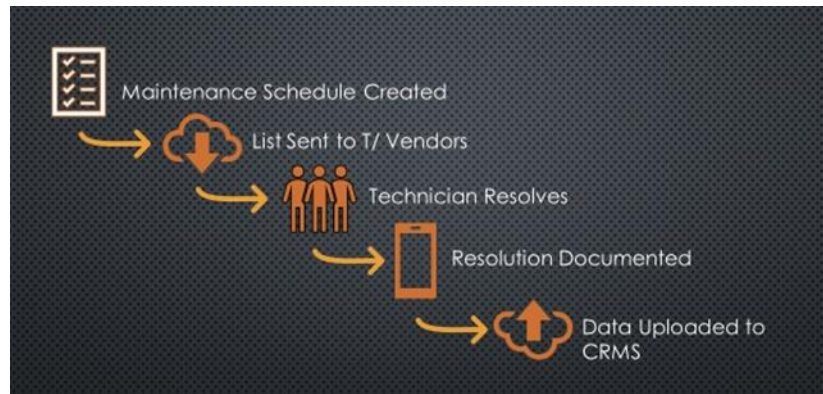 Maintenance Schedule Created
List Sent to T/ Vendors
Technician Resolves
Resolution Documented
Data Uploaded to
CRMS